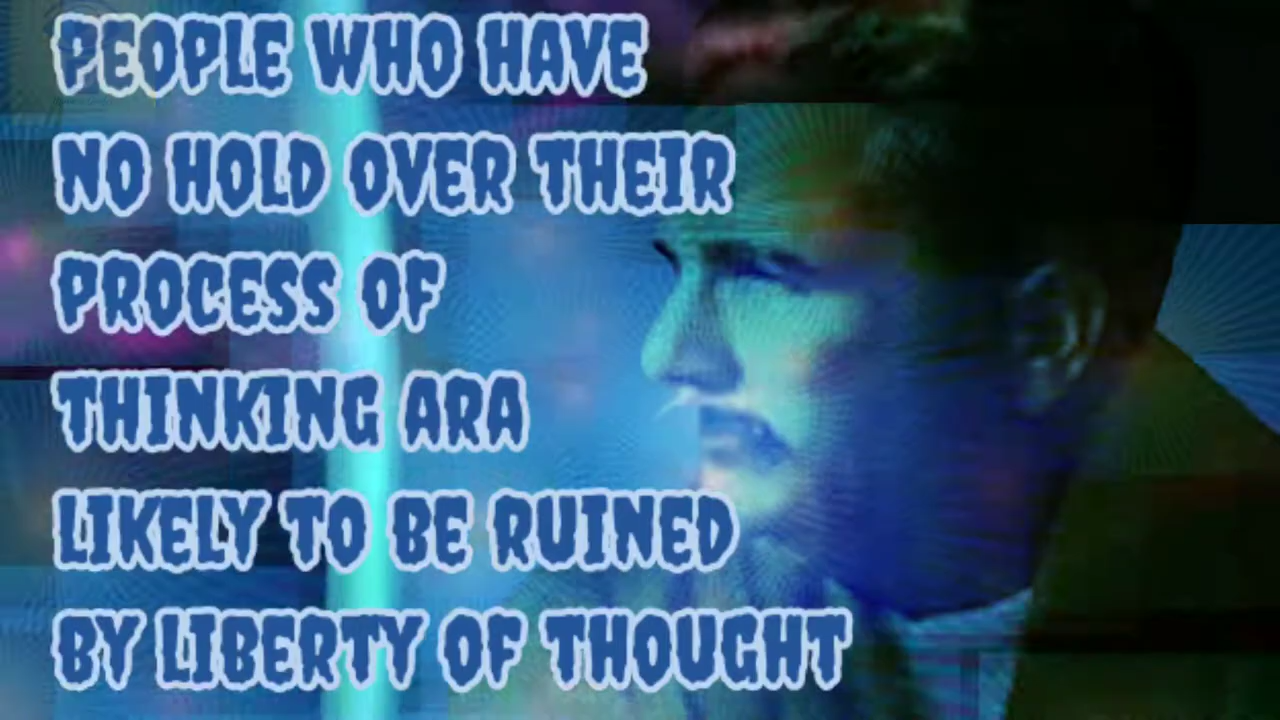 PEOPLE WHO HAVE
NO HOLD OVER THEIR
PROCESS OF
THINKING ARA
LIKELY TO BE RUINED
BY LIBERTY OF THOUGHT